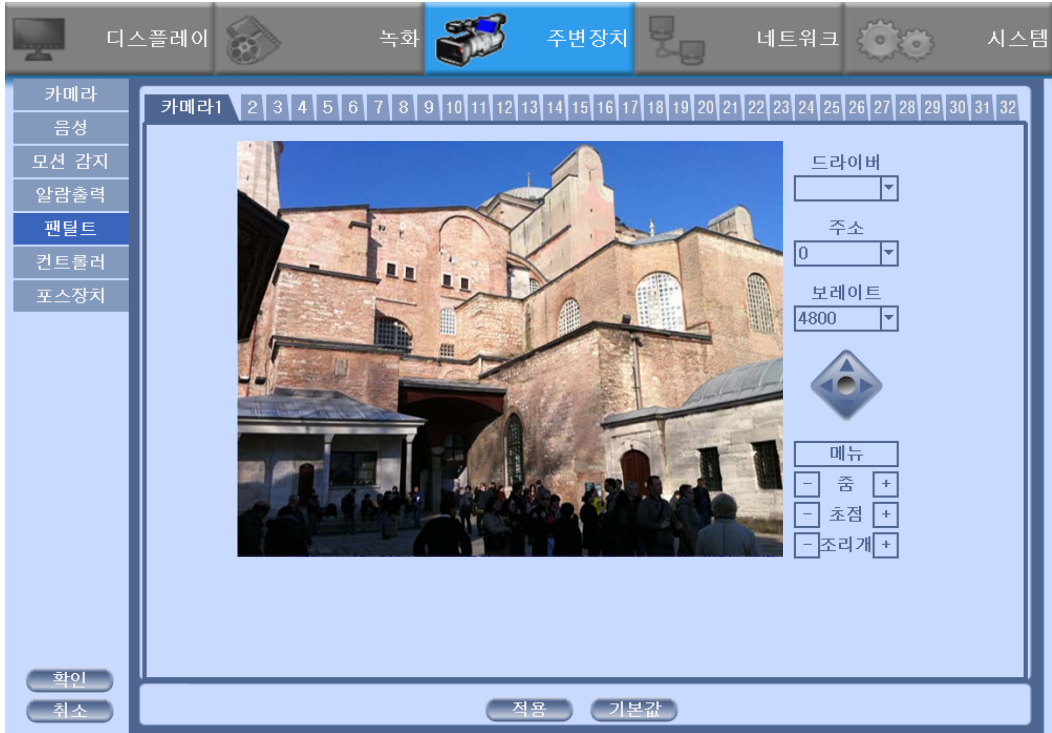 디스플레이 녹화 주변장치 네트워크 시스템
카메라
음성
모션 감지
알람출력
팬틸트
컨트롤러
포스장치
카메라1 2 3 4 5 6 7 8 9 10 11 12 13 14 15 16 17 18 19 20 21 22 23 24 25 26 27 28 29 30 31 32
드라이버
주소
0
보레이트
4800
메뉴
- 줌 +
- 초점 +
- 조리개 +
확인
취소
적용 기본값